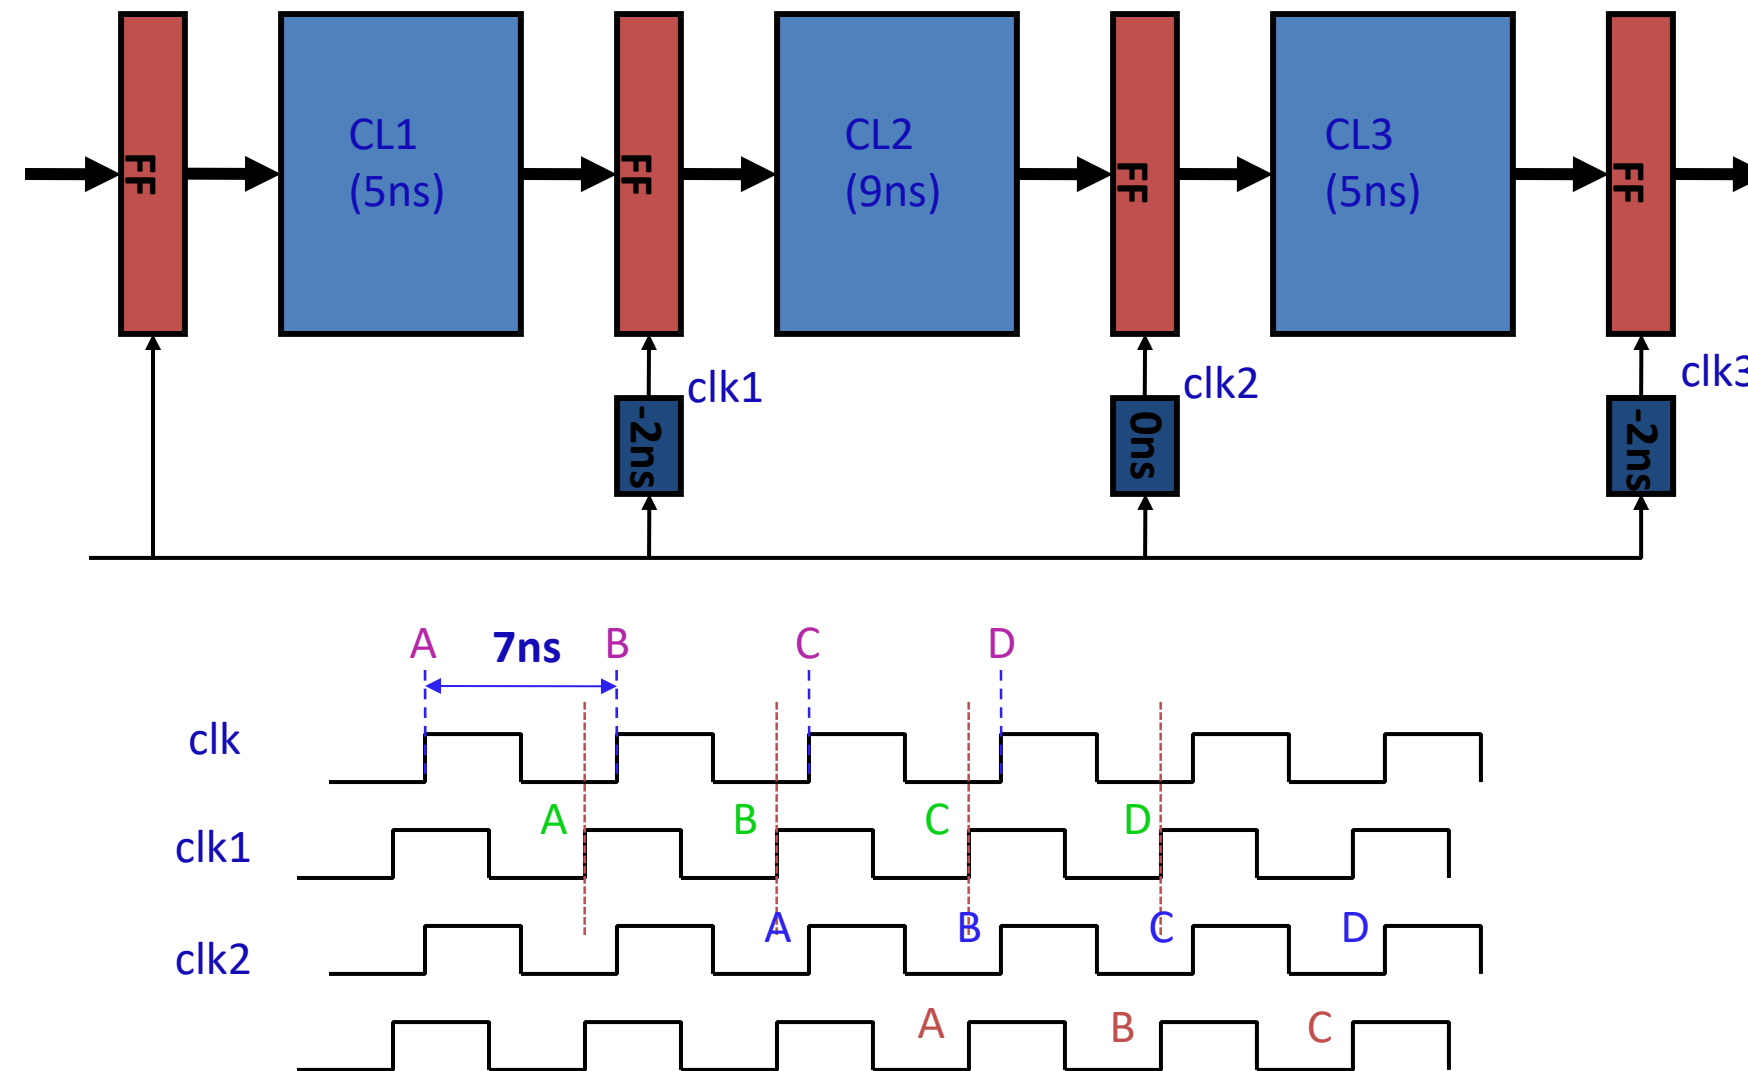 FF
CL1
(5ns)
FF
CL2
(9ns)
FF
CL3
(5ns)
FF
clk1
clk2
clk3
-2ns
0ns
-2ns
A 7ns B C D
clk
A B C D
clk1
A B C D
clk2
A B C